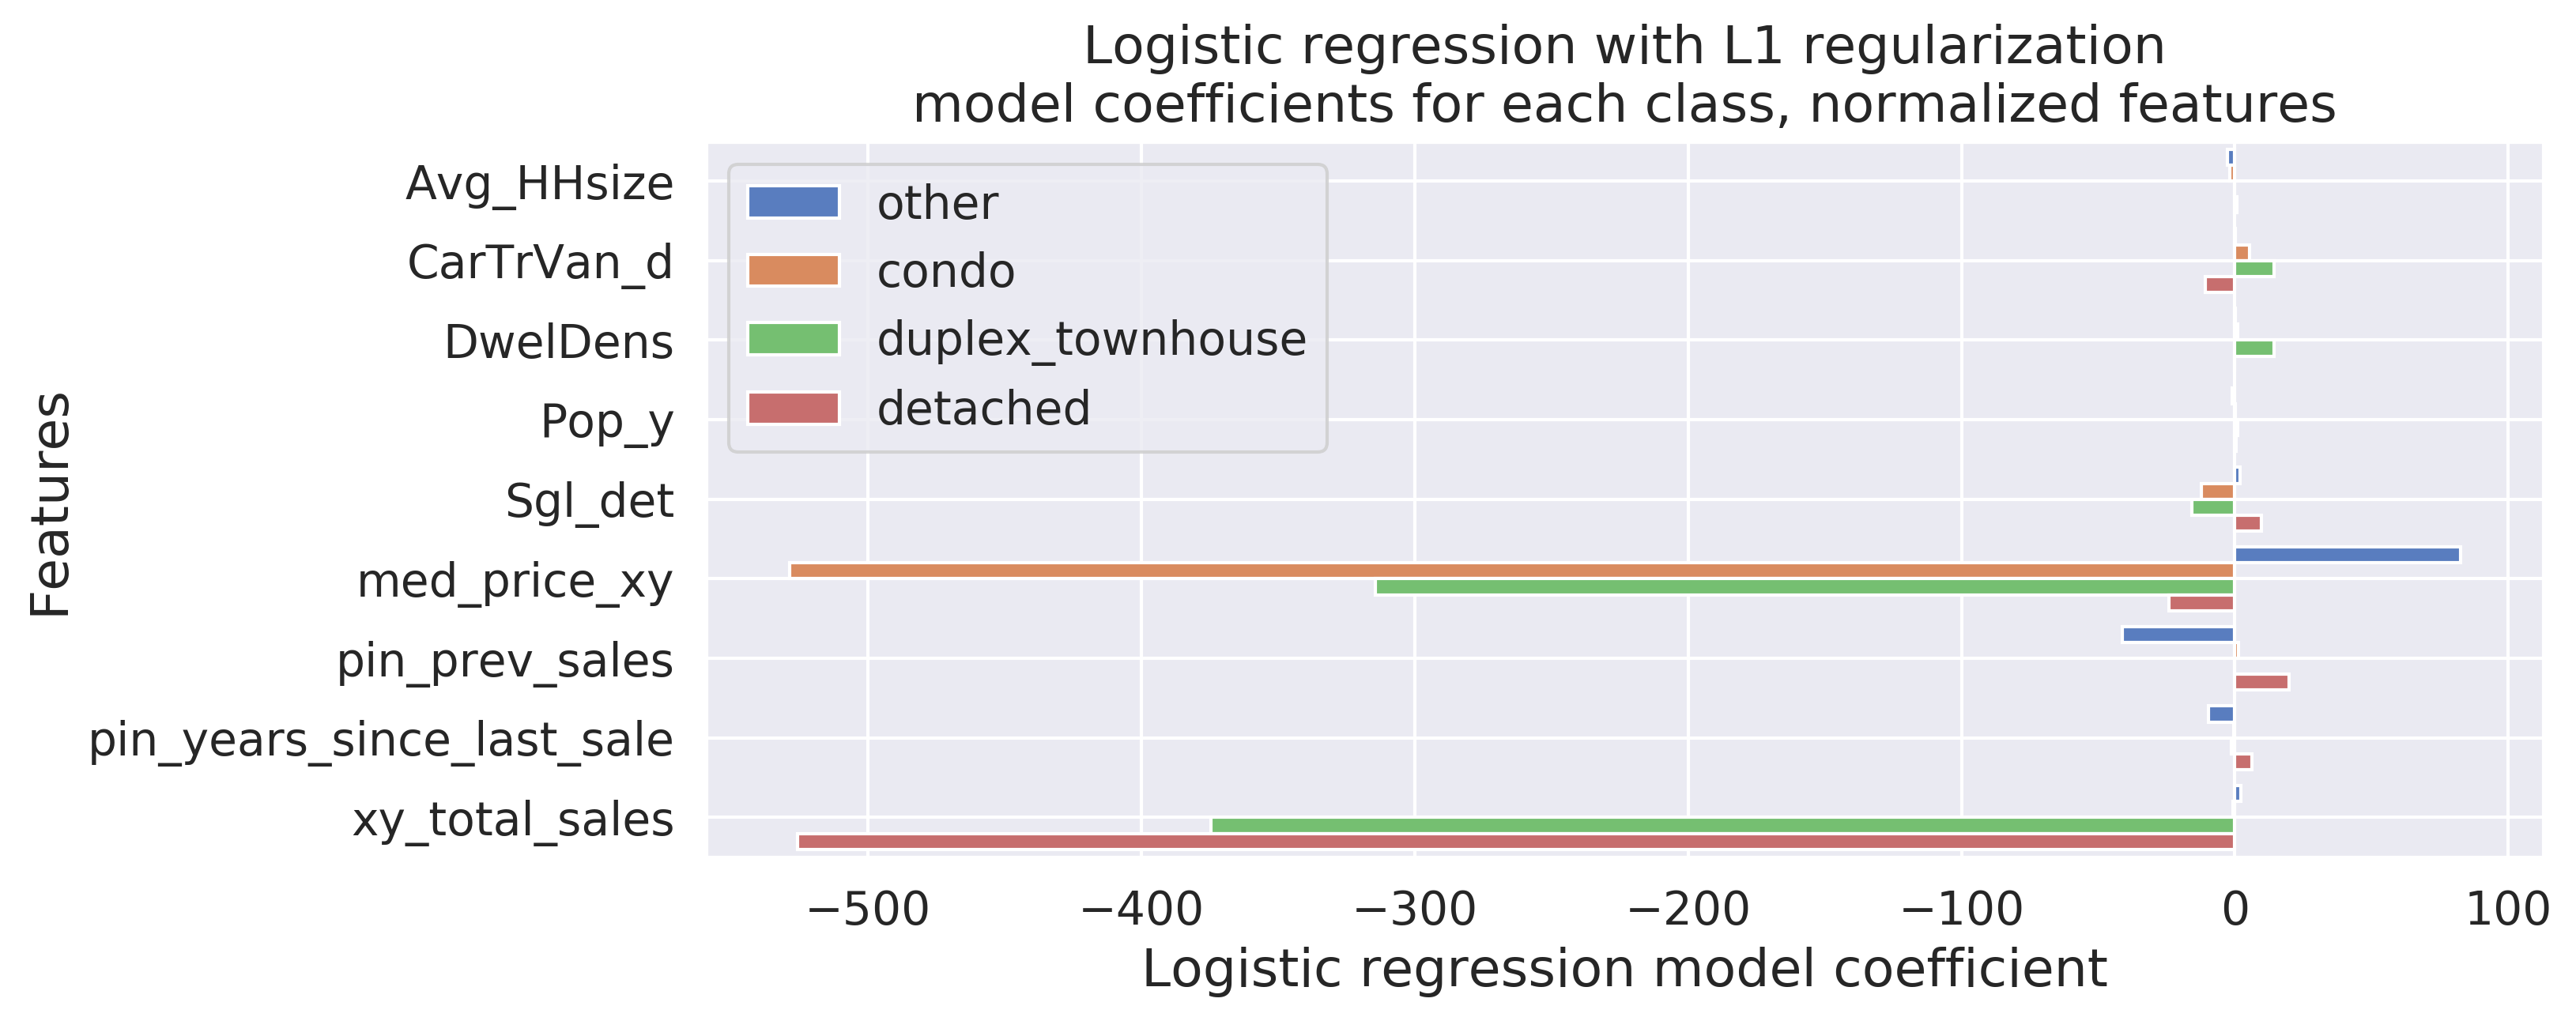 Logistic regression with L1 regularization
model coefficients for each class, normalized features
other
condo
duplex_townhouse
detached
Features
Avg_HHsize
CarTrVan_d
DwelDens
Pop_y
Sgl_det
med_price_xy
pin_prev_sales
pin_years_since_last_sale
xy_total_sales
−500 −400 −300 −200 −100 0 100
Logistic regression model coefficient